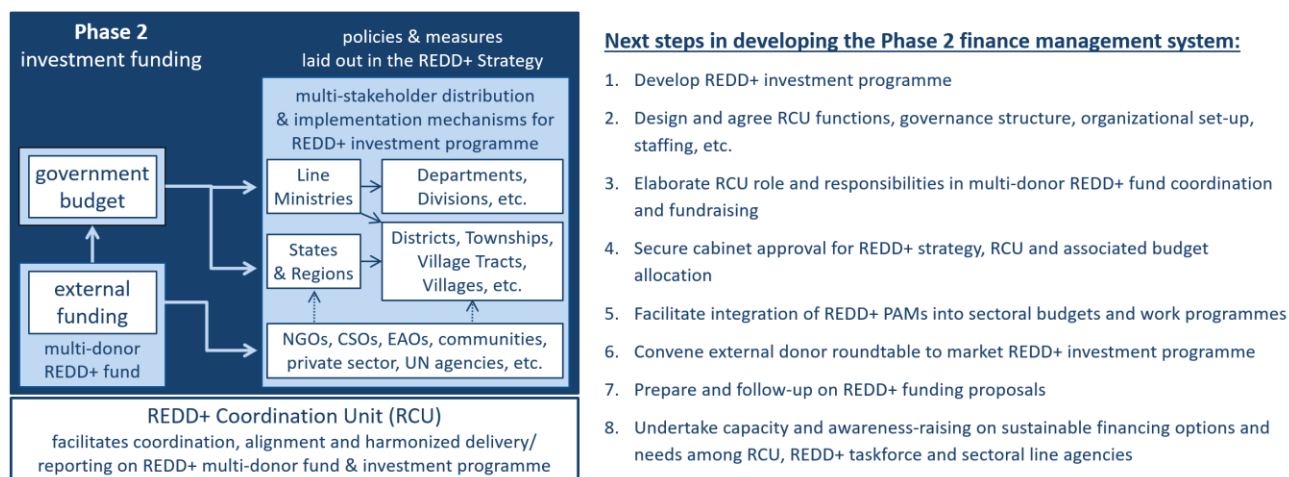 Phase 2
investment funding
policies & measures
laid out in the REDD+ Strategy
multi-stakeholder distribution
& implementation mechanisms for
REDD+ investment programme
government
budget
Line
Ministries
Departments,
Divisions, etc.
States
& Regions
Districts, Townships,
Village Tracts,
Villages, etc.
external
funding
multi-donor
REDD+ fund
NGOs, CSOs, EAOs, communities,
private sector, UN agencies, etc.
REDD+ Coordination Unit (RCU)
facilitates coordination, alignment and harmonized delivery/
reporting on REDD+ multi-donor fund & investment programme
Next steps in developing the Phase 2 finance management system:
1. Develop REDD+ investment programme
2. Design and agree RCU functions, governance structure, organizational set-up,
staffing, etc.
3. Elaborate RCU role and responsibilities in multi-donor REDD+ fund coordination
and fundraising
4. Secure cabinet approval for REDD+ strategy, RCU and associated budget
allocation
5. Facilitate integration of REDD+ PAMs into sectoral budgets and work programmes
6. Convene external donor roundtable to market REDD+ investment programme
7. Prepare and follow-up on REDD+ funding proposals
8. Undertake capacity and awareness-raising on sustainable financing options and
needs among RCU, REDD+ taskforce and sectoral line agencies